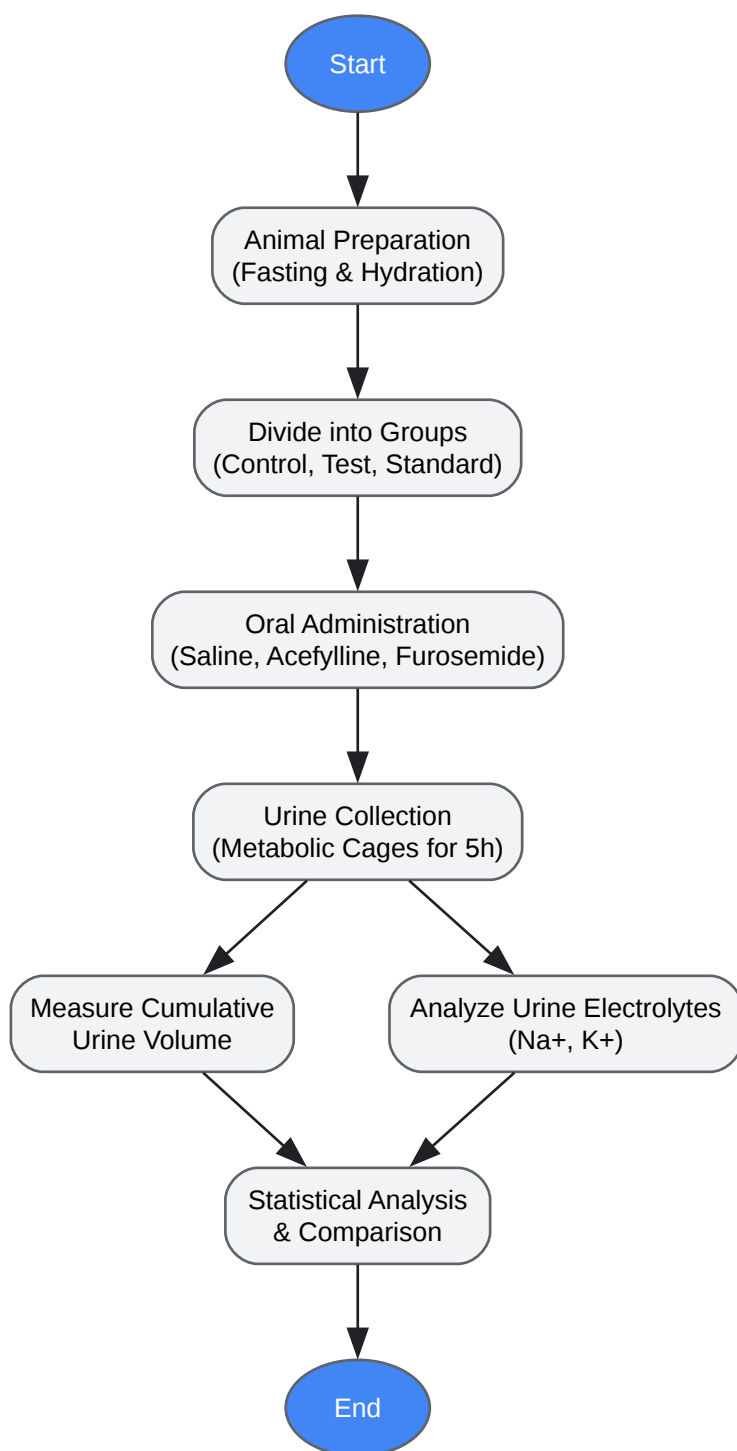 Start
Animal Preparation
(Fasting & Hydration)
Divide into Groups
(Control, Test, Standard)
Oral Administration
(Saline, Acefylline, Furosemide)
Urine Collection
(Metabolic Cages for 5h)
Measure Cumulative
Urine Volume
Analyze Urine Electrolytes
(Na+, K+)
Statistical Analysis
& Comparison
End